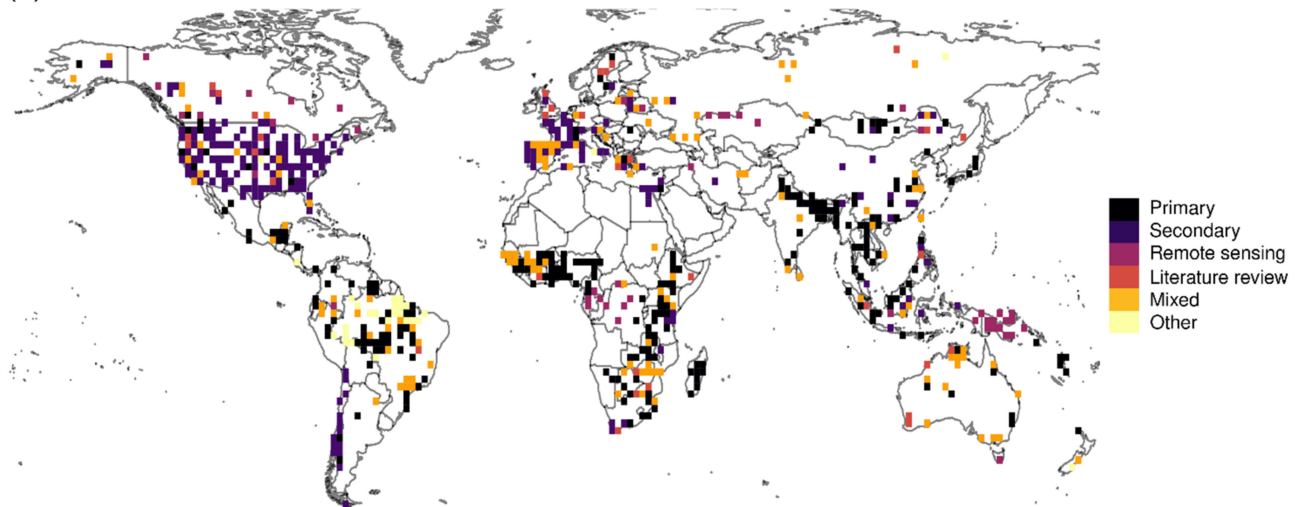 Primary
Secondary
Remote sensing
Literature review
Mixed
Other